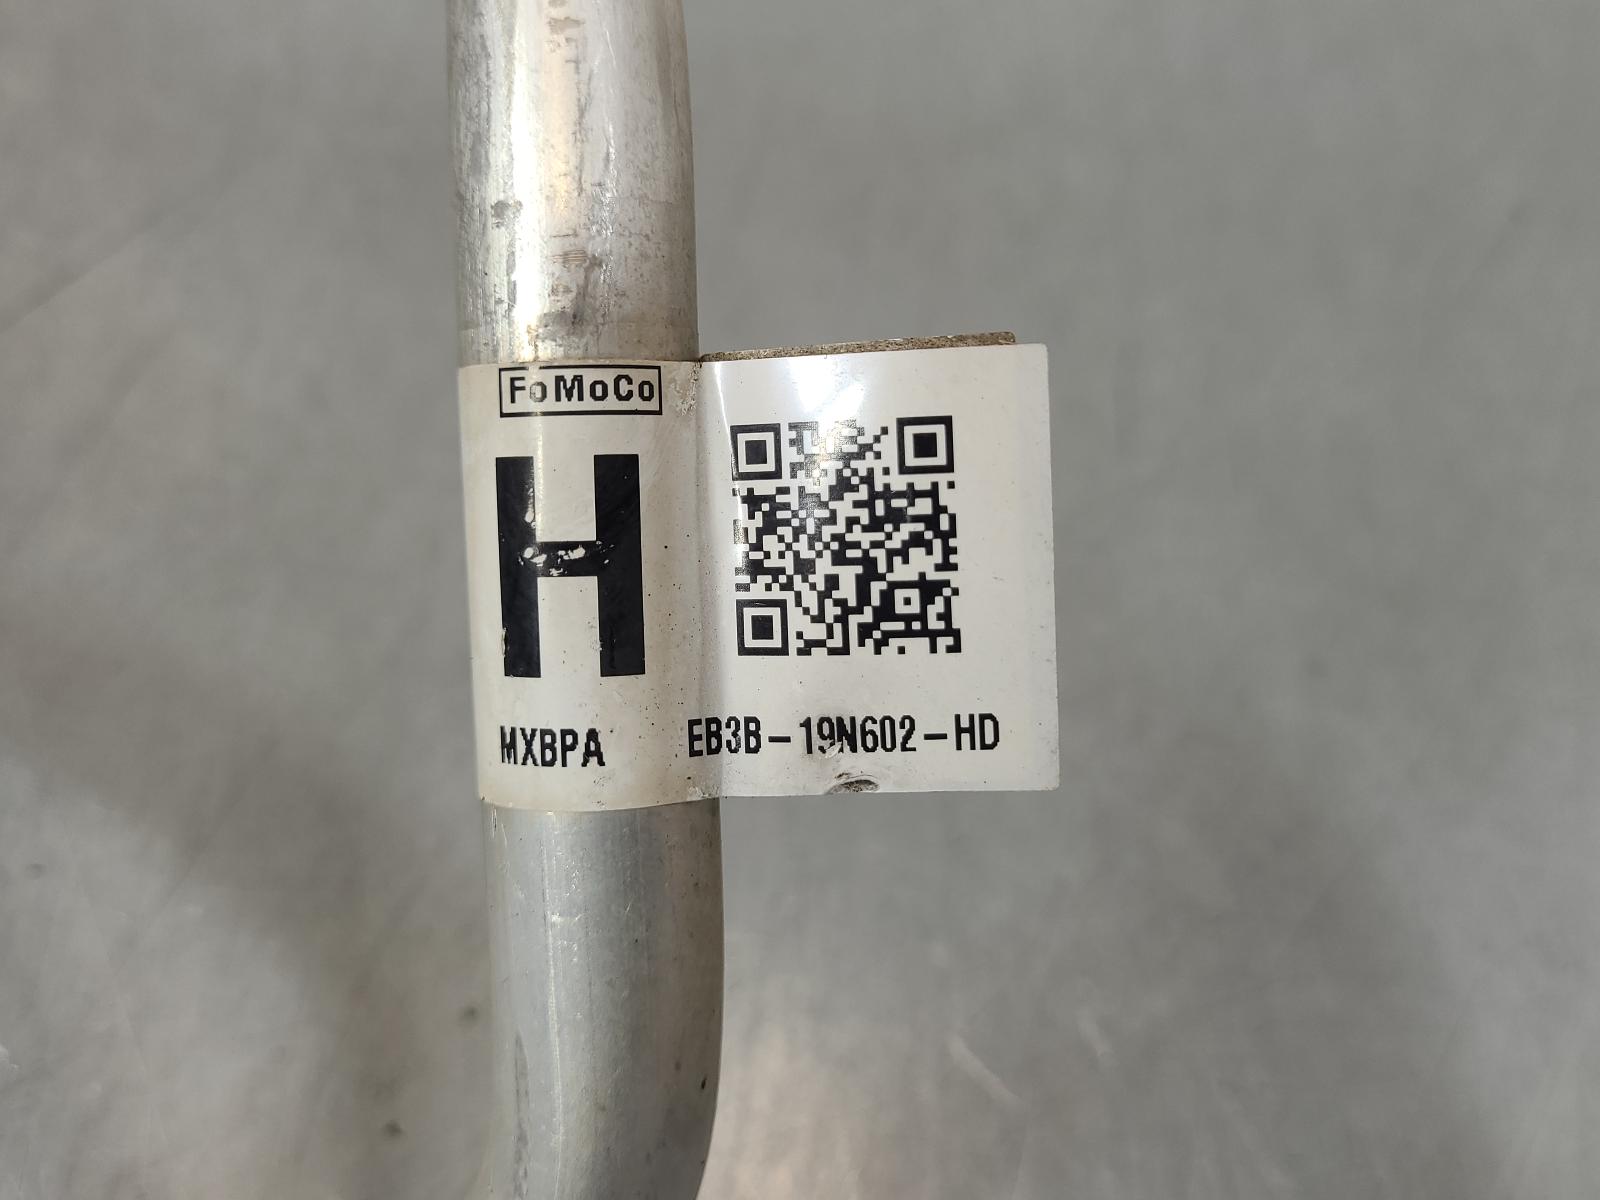 FoMoCo
H
MXBPA
EB3B-19N602-HD